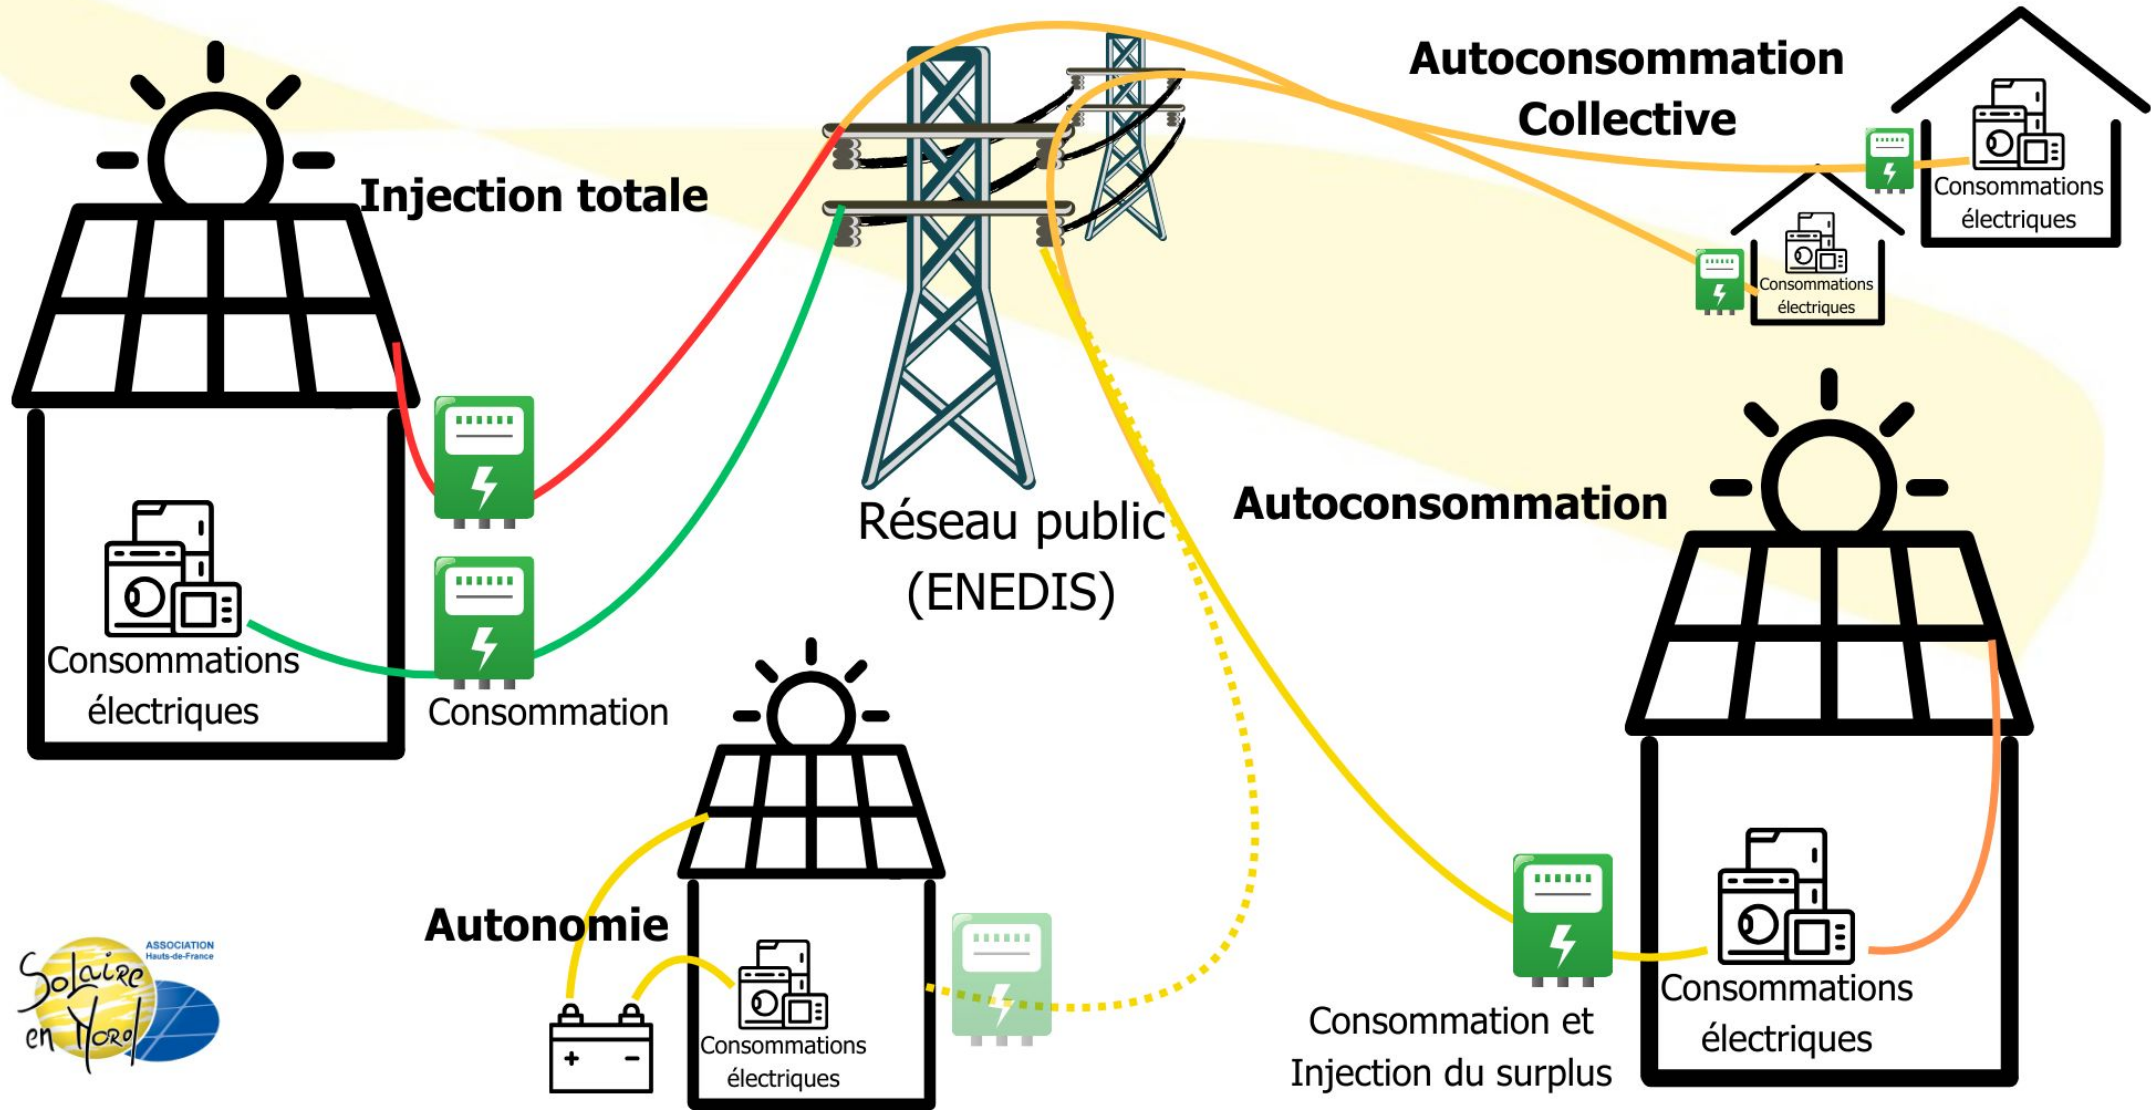 Autoconsommation
Collective
Consommations
électriques
Consommations
électriques
Injection totale
Consommations
électriques
Consommation
Réseau public
(ENEDIS)
Autoconsommation
Autonomie
Consommations
électriques
Consommation et
Injection du surplus
Consommations
électriques
ASSOCIATION
Hauts-de-France
Solaire
en Nord
+ -